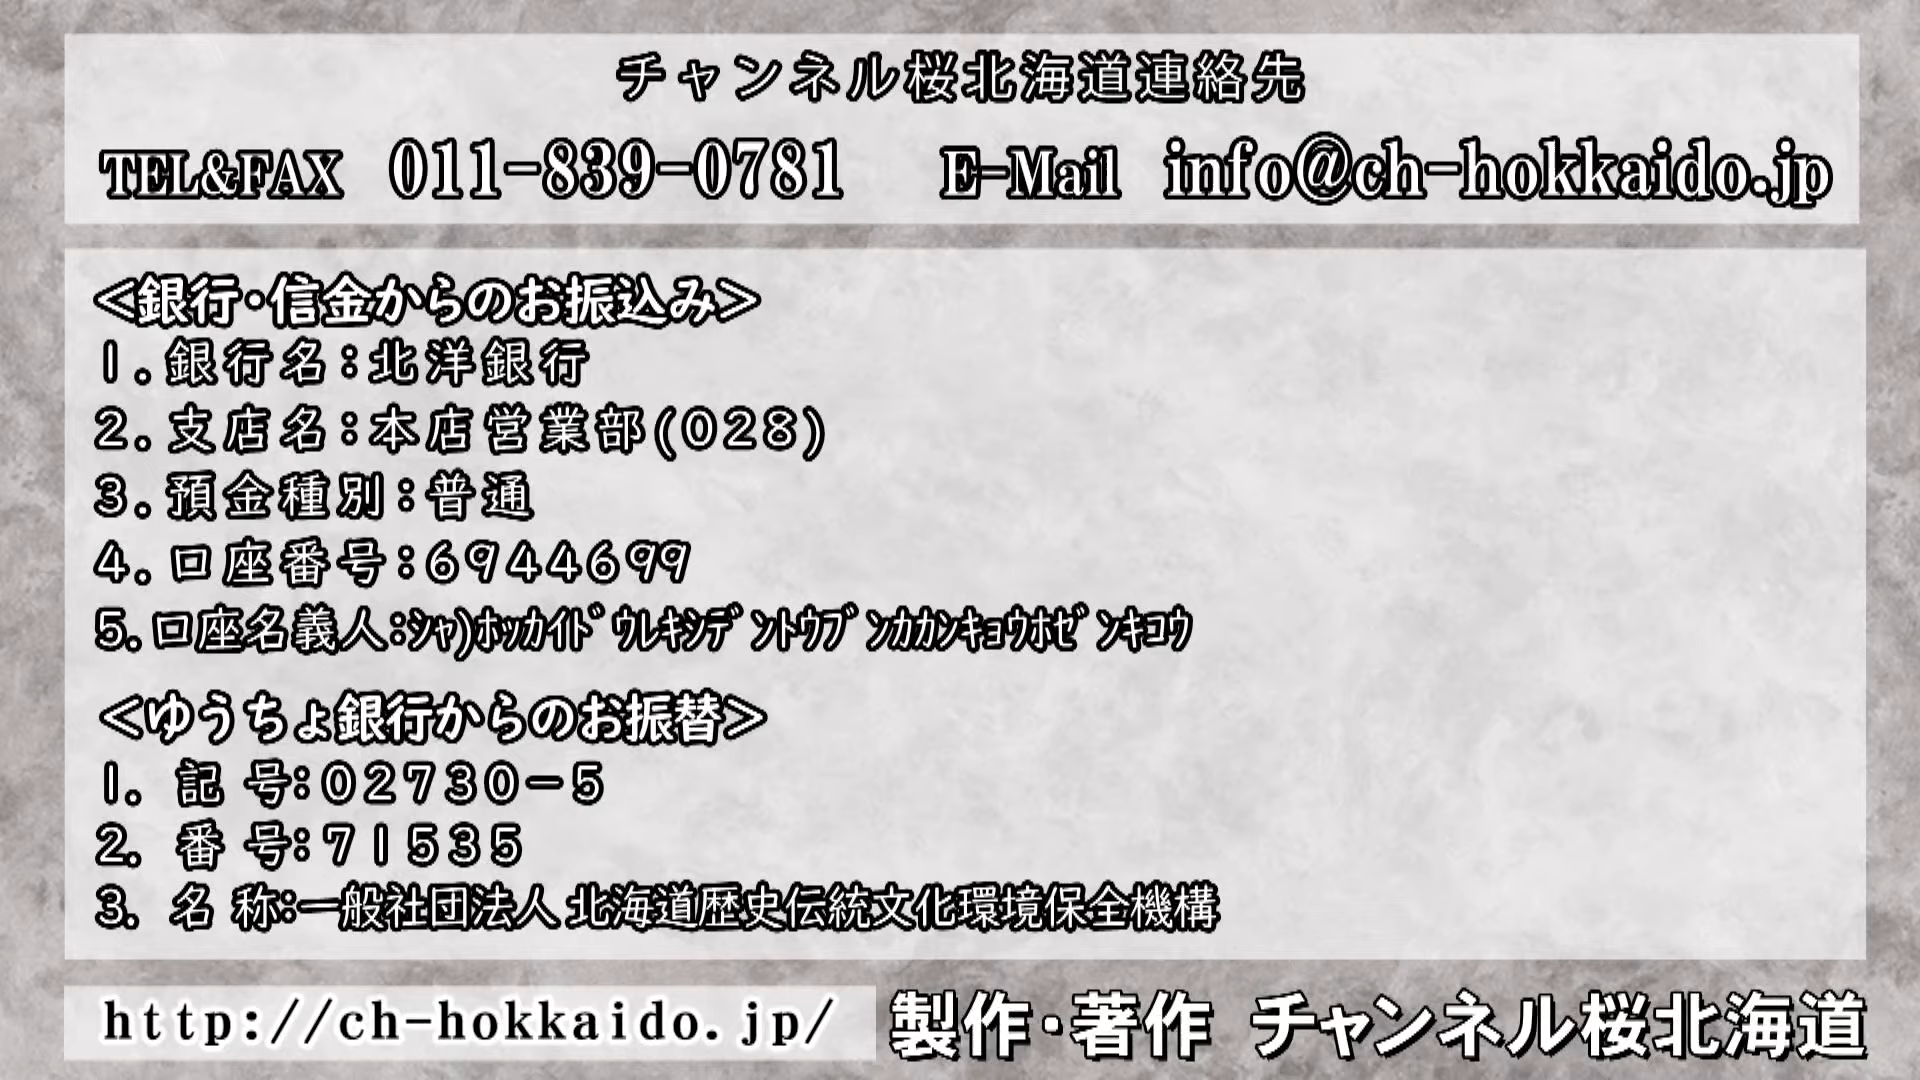 チャンネル桜北海道連絡先
TEL&FAX 011-839-0781 E-Mail info@ch-hokkaido.jp
<銀行・信金からのお振込み>
1.銀行名:北洋銀行
2.支店名:本店営業部(028)
3.預金種別:普通
4.口座番号:6944699
5.口座名義人:ｼｬ)ﾎｯｶｲﾄﾞｳﾚｷｼﾃﾞﾝﾄｳﾌﾞﾝｶｶﾝｷｮｳﾎｾﾞﾝｷｺｳ
<ゆうちょ銀行からのお振替>
1. 記 号:02730-5
2. 番 号:71535
3. 名 称:一般社団法人 北海道歴史伝統文化環境保全機構
http://ch-hokkaido.jp/ 製作・著作 チャンネル桜北海道